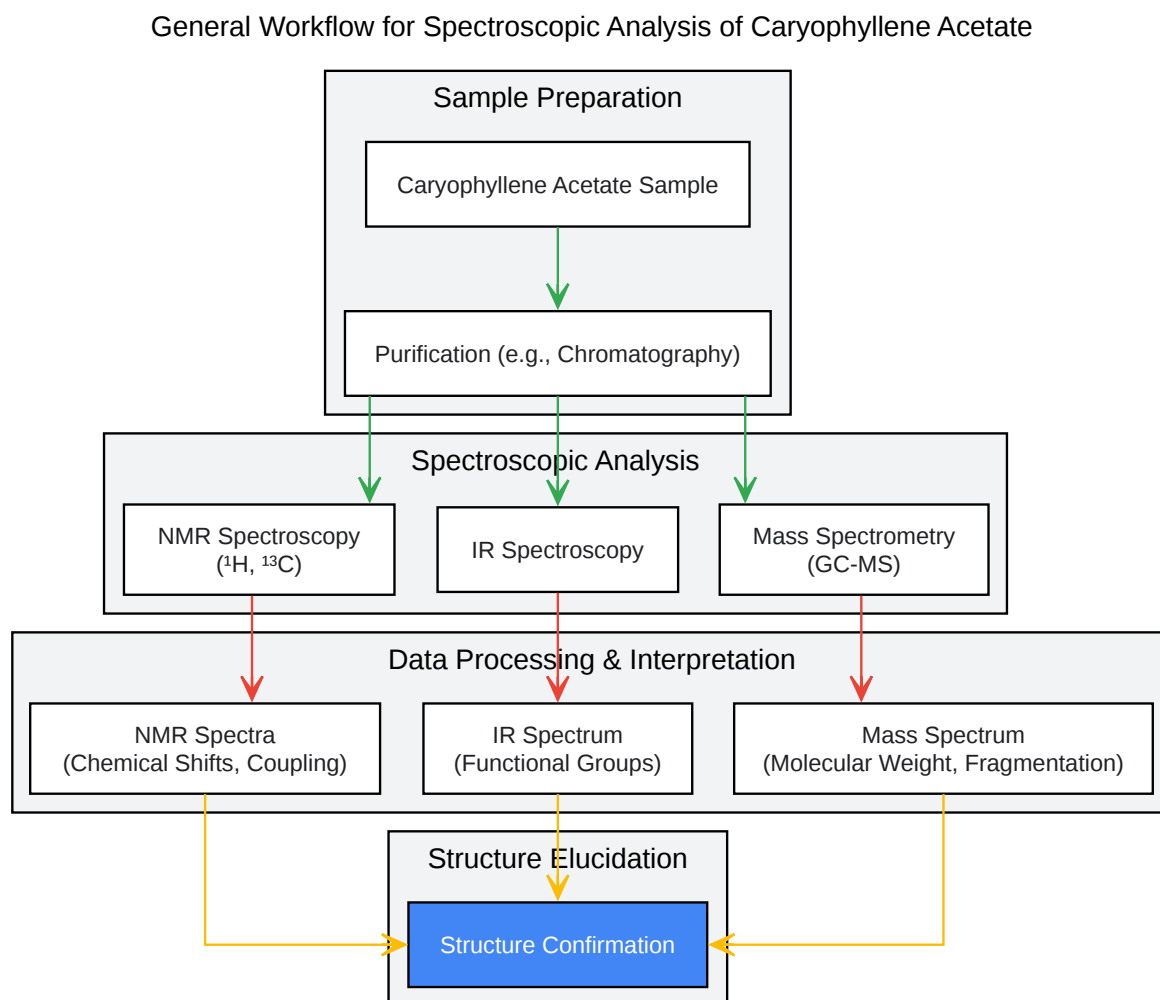 General Workflow for Spectroscopic Analysis of Caryophyllene Acetate
Sample Preparation
Caryophyllene Acetate Sample
Purification (e.g., Chromatography)
Spectroscopic Analysis
NMR Spectroscopy
(¹H, ¹³C)
IR Spectroscopy
Mass Spectrometry
(GC-MS)
Data Processing & Interpretation
NMR Spectra
(Chemical Shifts, Coupling)
IR Spectrum
(Functional Groups)
Mass Spectrum
(Molecular Weight, Fragmentation)
Structure Elucidation
Structure Confirmation